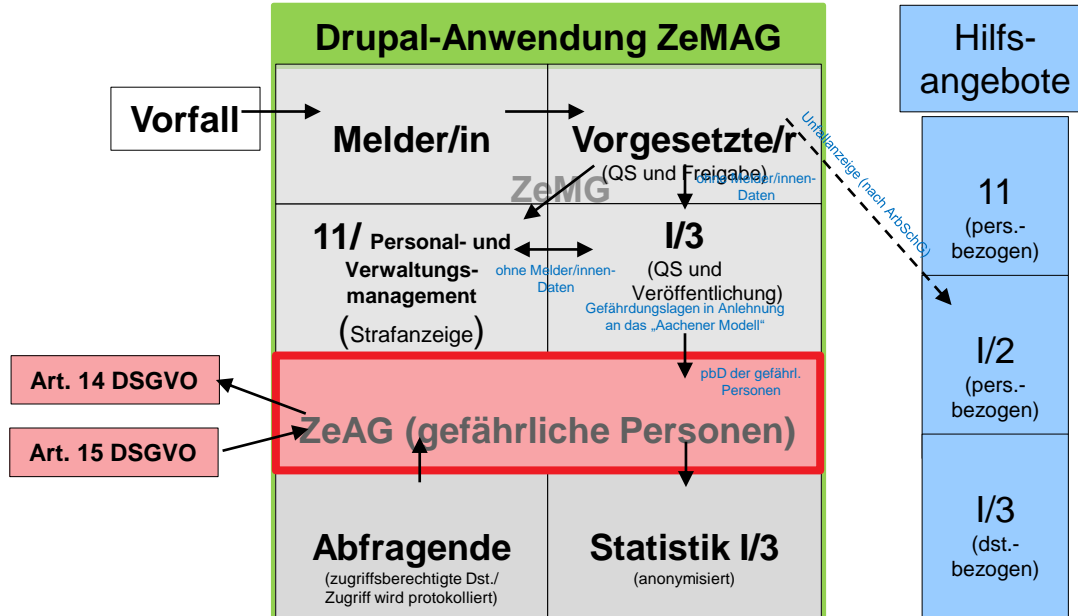 Drupal-Anwendung ZeMAG
Hilfs-
angebote
Vorfall
Melder/in
Vorgesetzte/r
(QS und Freigabe)
ohne Melder/innen-
Daten
ZeMG
Unfallanzeige (nach ArbSchG)
11/ Personal- und
Verwaltungs-
management
(Strafanzeige)
ohne Melder/innen-
Daten
I/3
(QS und
Veröffentlichung)
Gefährdungslagen in Anlehnung
an das „Aachener Modell“
pbD der gefährl.
Personen
ZeAG (gefährliche Personen)
Art. 14 DSGVO
Art. 15 DSGVO
Abfragende
(zugriffsberechtigte Dst./
Zugriff wird protokolliert)
Statistik I/3
(anonymisiert)
11
(pers.-
bezogen)
I/2
(pers.-
bezogen)
I/3
(dst.-
bezogen)